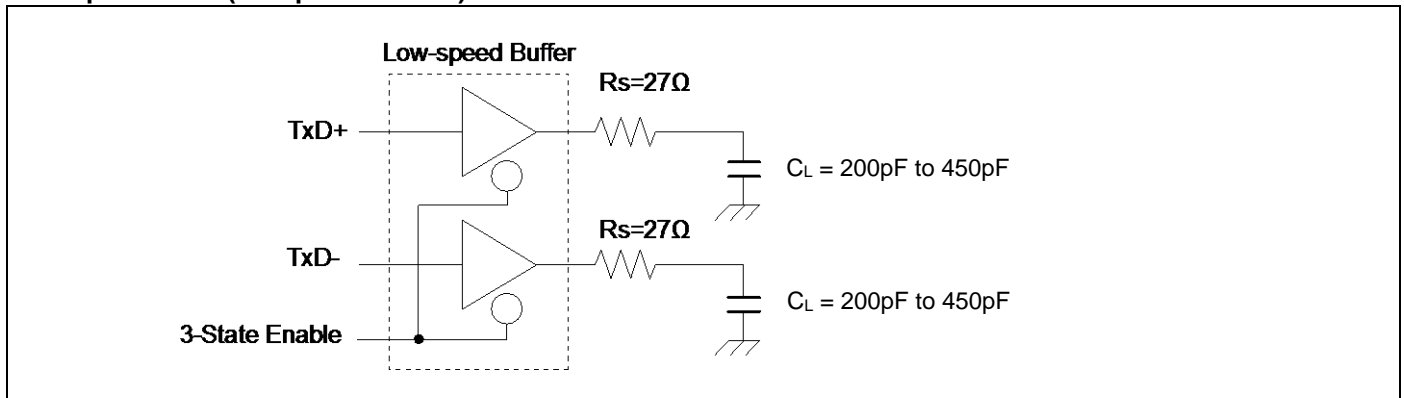 Low-speed Buffer
Rs=27Ω
TxD+
CL = 200pF to 450pF
Rs=27Ω
TxD-
CL = 200pF to 450pF
3-State Enable